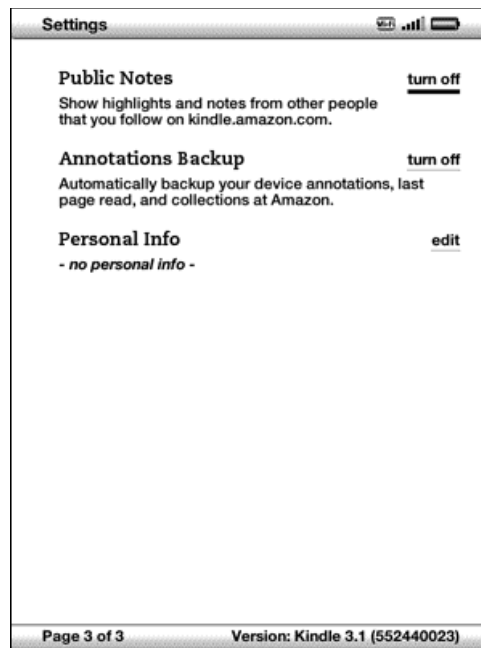 Settings Wi-Fi
Public Notes turn off
Show highlights and notes from other people
that you follow on kindle.amazon.com.
Annotations Backup turn off
Automatically backup your device annotations, last
page read, and collections at Amazon.
Personal Info edit
- no personal info -
Page 3 of 3 Version: Kindle 3.1 (552440023)